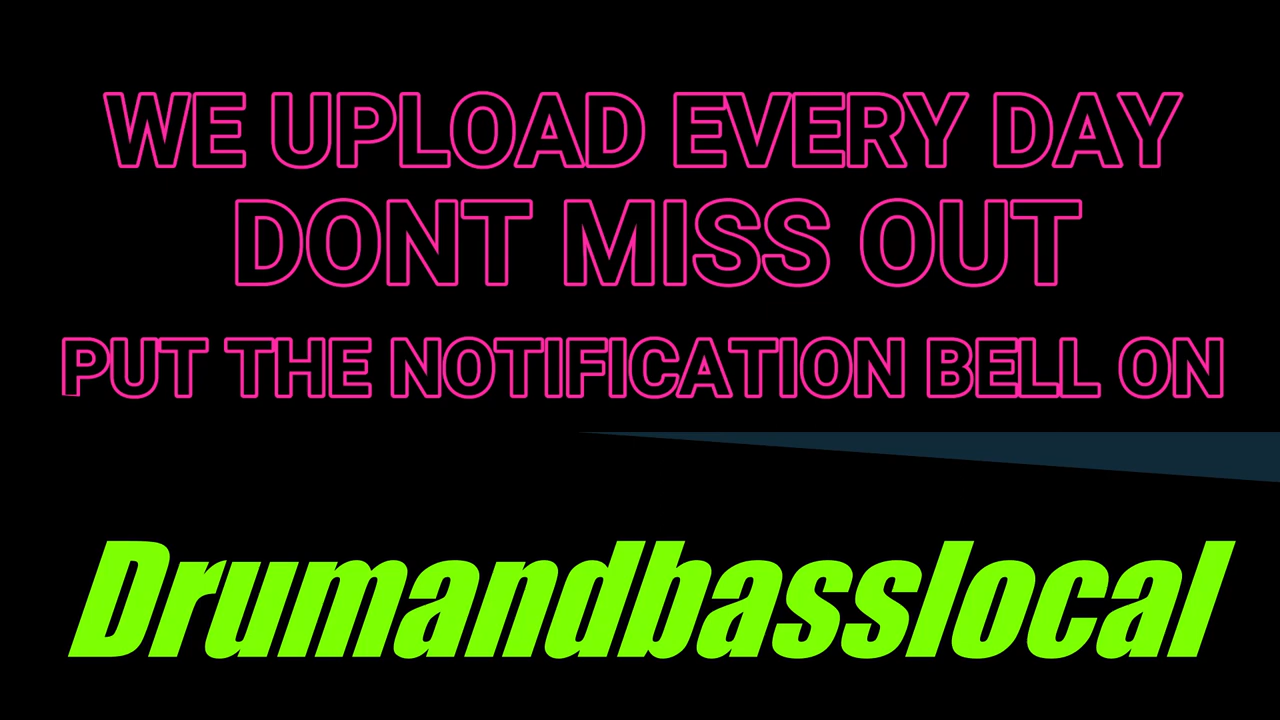 WE UPLOAD EVERY DAY
DONT MISS OUT
PUT THE NOTIFICATION BELL ON
Drumandbasslocal